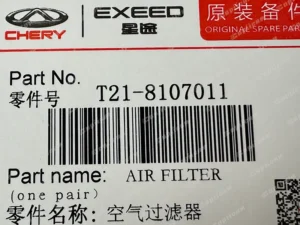 CHERY EXEED 星途 原装备件
ORIGINAL SPARE PART
Part No.
零件号 T21-8107011
Part name: AIR FILTER
(one pair)
零件名称: 空气过滤器